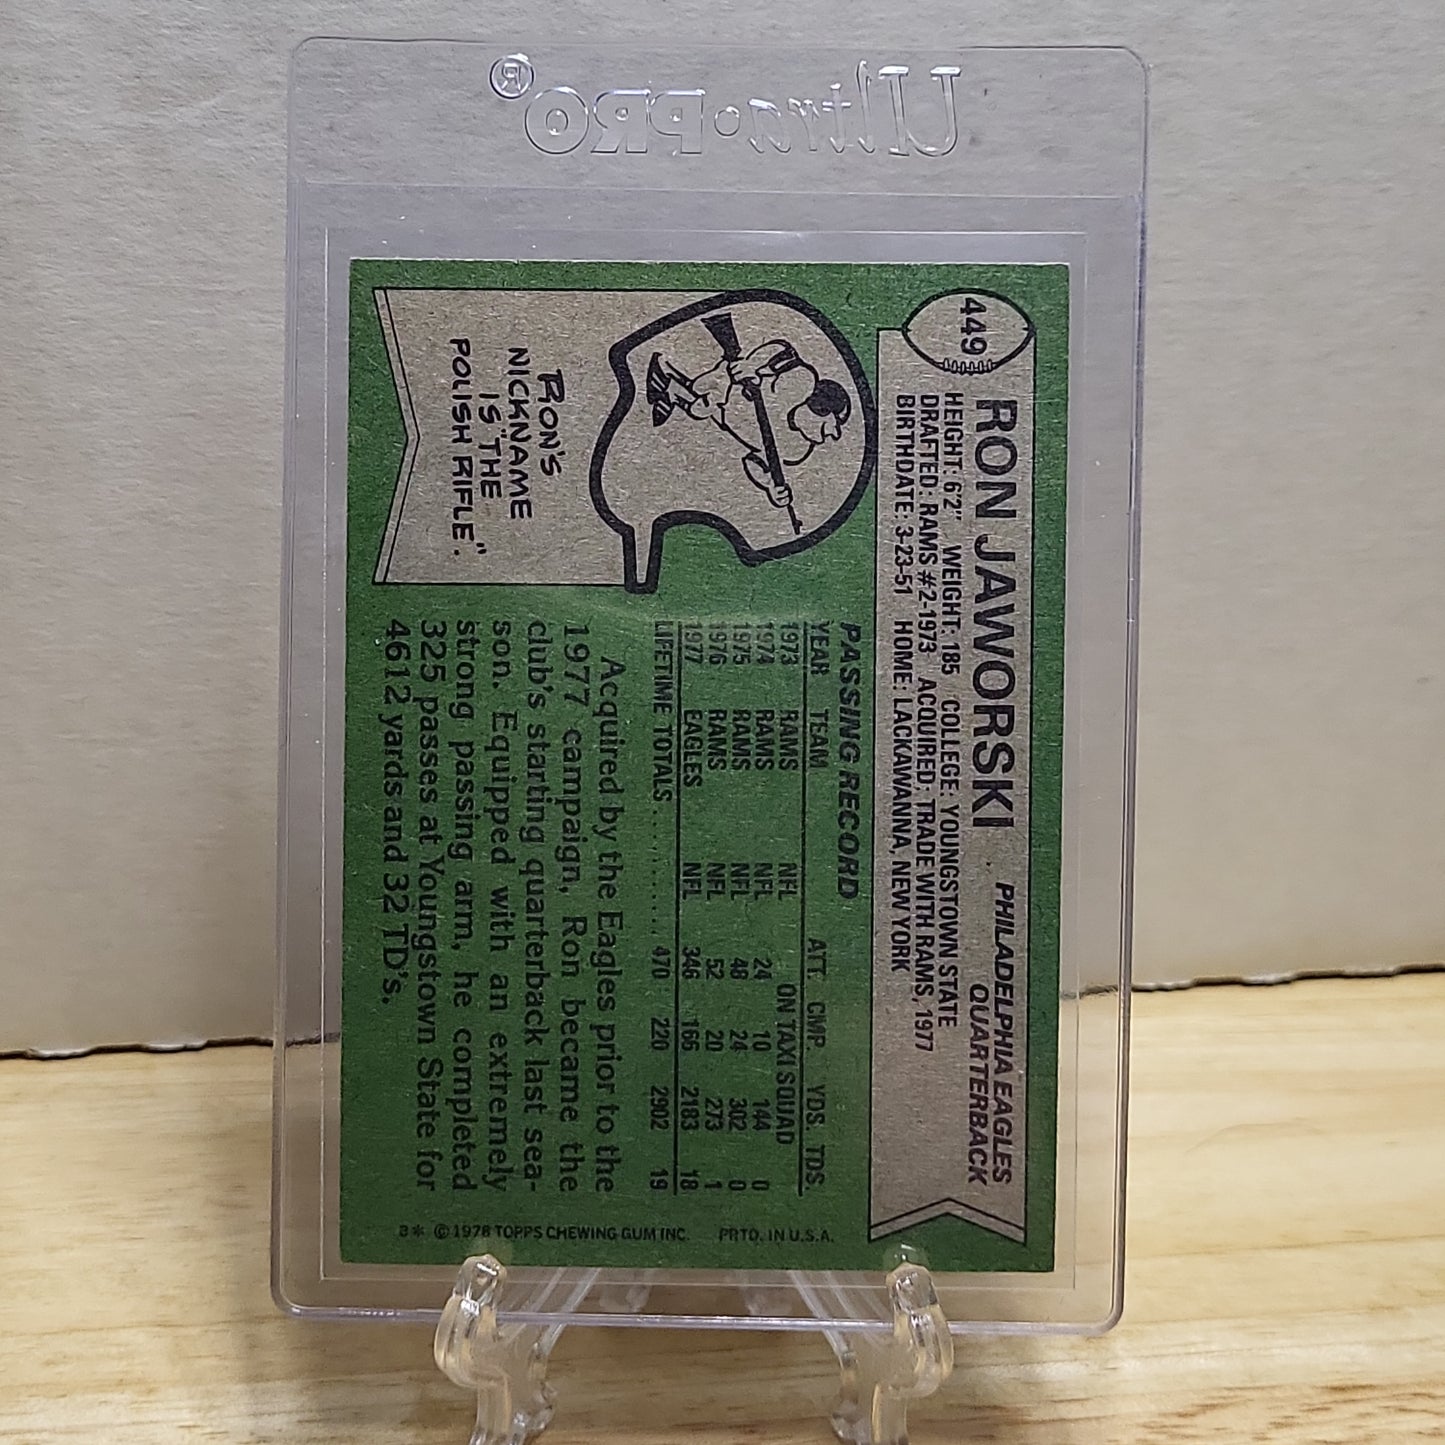 Ultra•PRO®
449
RON JAWORSKI
PHILADELPHIA EAGLES
QUARTERBACK
HEIGHT: 6'2" WEIGHT: 185 COLLEGE: YOUNGSTOWN STATE
DRAFTED: RAMS #2-1973 ACQUIRED: TRADE WITH RAMS, 1977
BIRTHDATE: 3-23-51 HOME: LACKAWANNA, NEW YORK
PASSING RECORD
YEAR TEAM ATT. CMP. YDS. TDS.
1973 RAMS NFL ON TAXI SQUAD
1974 RAMS NFL 24 10 144 0
1975 RAMS NFL 48 24 302 0
1976 RAMS NFL 52 20 273 1
1977 EAGLES NFL 346 166 2183 18
LIFETIME TOTALS.......... 470 220 2902 19
Acquired by the Eagles prior to the
1977 campaign, Ron became the
club's starting quarterback last sea-
son. Equipped with an extremely
strong passing arm, he completed
325 passes at Youngstown State for
4612 yards and 32 TD's.
RON'S
NICKNAME
IS "THE
POLISH RIFLE".
© 1978 TOPPS CHEWING GUM INC. PRTD. IN U.S.A.